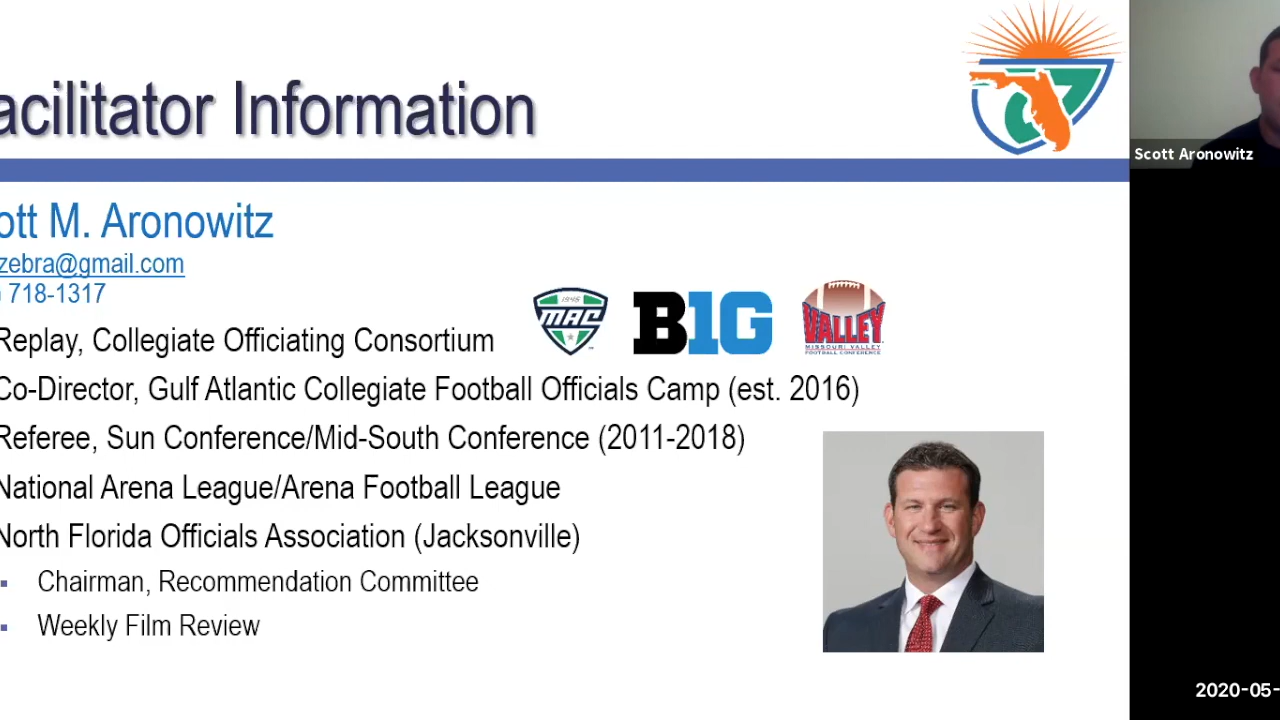 acilitator Information
Scott Aronowitz
ott M. Aronowitz
zebra@gmail.com
) 718-1317
1946
MAC
B1G
VALLEY
MISSOURI VALLEY
FOOTBALL CONFERENCE
Replay, Collegiate Officiating Consortium
Co-Director, Gulf Atlantic Collegiate Football Officials Camp (est. 2016)
Referee, Sun Conference/Mid-South Conference (2011-2018)
National Arena League/Arena Football League
North Florida Officials Association (Jacksonville)
▪ Chairman, Recommendation Committee
▪ Weekly Film Review
2020-05-